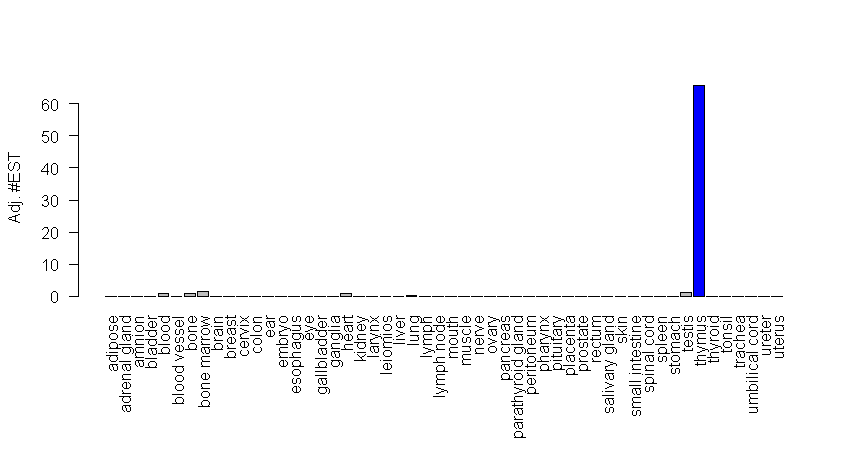 Adj. #EST
60
50
40
30
20
10
0
adipose
adrenal gland
amnion
bladder
blood
blood vessel
bone
bone marrow
brain
breast
cervix
colon
ear
embryo
esophagus
eye
gallbladder
ganglia
heart
kidney
larynx
leiomios
liver
lung
lymph
lymph node
mouth
muscle
nerve
ovary
pancreas
parathyroid gland
peritoneum
pharynx
pituitary
placenta
prostate
rectum
salivary gland
skin
small intestine
spinal cord
spleen
stomach
testis
thymus
thyroid
tonsil
trachea
umbilical cord
ureter
uterus